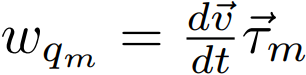 $w_{q_m} = \frac{d\vec{v}}{dt} \vec{\tau}_m$